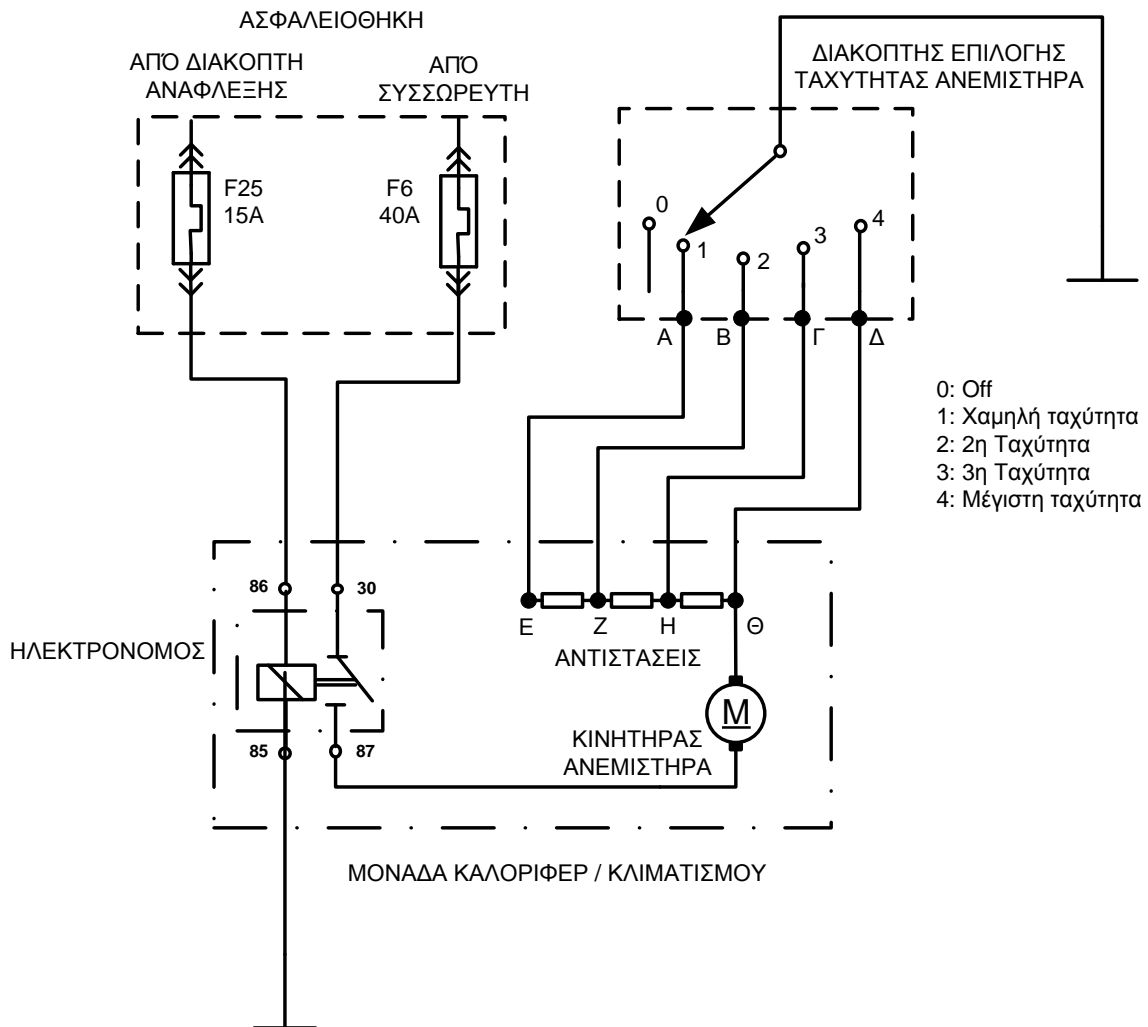 ΑΣΦΑΛΕΙΟΘΗΚΗ
ΑΠΌ ΔΙΑΚΟΠΤΗ
ΑΝΑΦΛΕΞΗΣ
ΑΠΌ
ΣΥΣΣΩΡΕΥΤΗ
ΔΙΑΚΟΠΤΗΣ ΕΠΙΛΟΓΗΣ
ΤΑΧΥΤΗΤΑΣ ΑΝΕΜΙΣΤΗΡΑ
F25
15A
F6
40A
0
1
2
3
4
Α
Β
Γ
Δ
0: Off
1: Χαμηλή ταχύτητα
2: 2η Ταχύτητα
3: 3η Ταχύτητα
4: Μέγιστη ταχύτητα
86
30
Ε
Ζ
Η
Θ
ΗΛΕΚΤΡΟΝΟΜΟΣ
ΑΝΤΙΣΤΑΣΕΙΣ
M
85
87
ΚΙΝΗΤΗΡΑΣ
ΑΝΕΜΙΣΤΗΡΑ
ΜΟΝΑΔΑ ΚΑΛΟΡΙΦΕΡ / ΚΛΙΜΑΤΙΣΜΟΥ